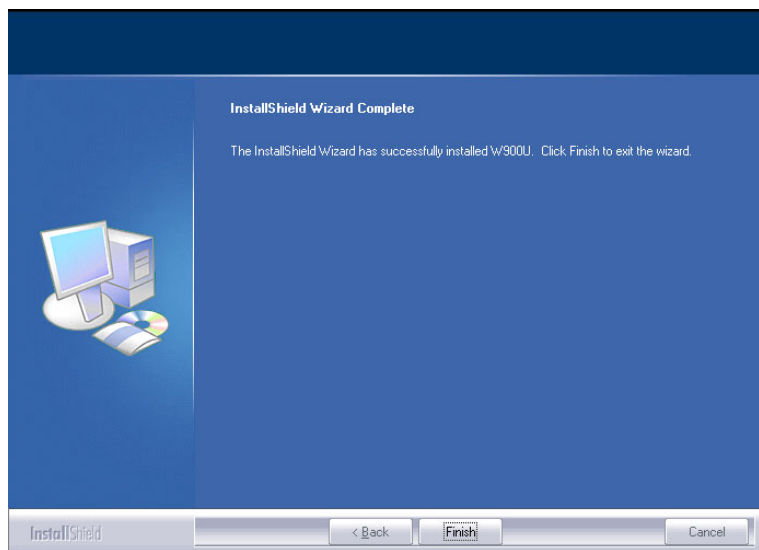 InstallShield Wizard Complete
The InstallShield Wizard has successfully installed W900U. Click Finish to exit the wizard.
InstallShield
< Back
Finish
Cancel